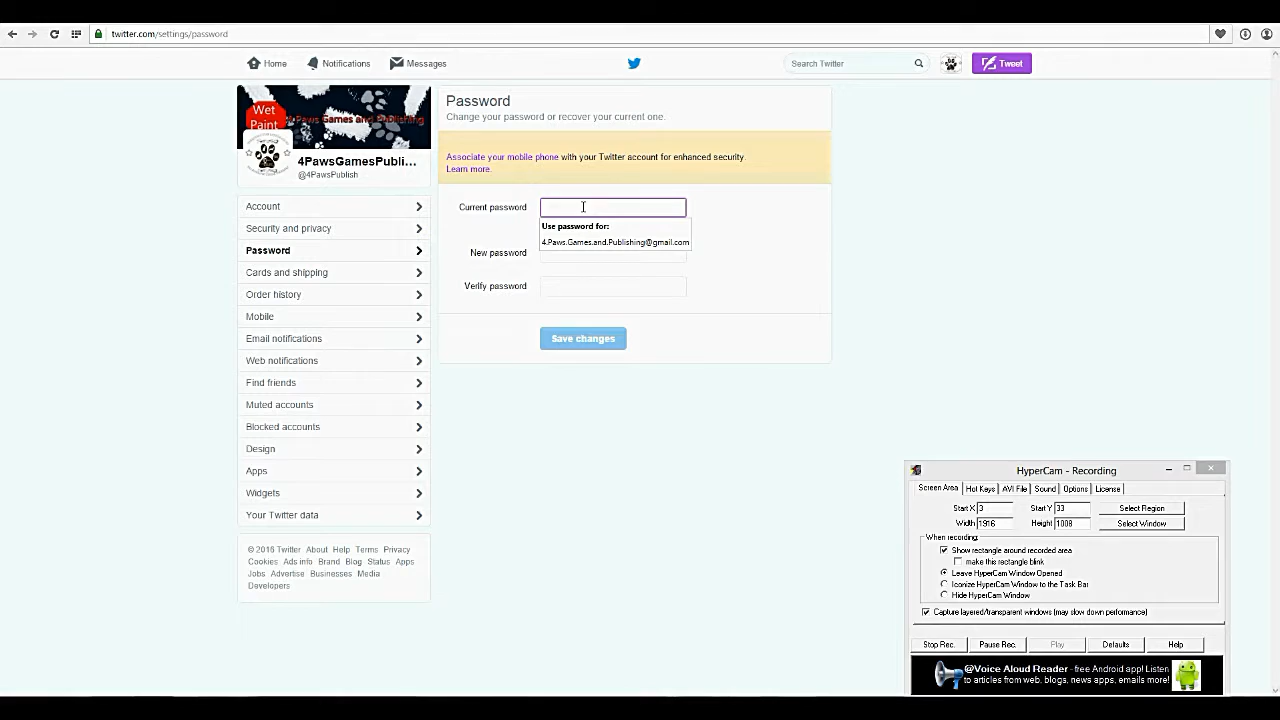 twitter.com/settings/password
Home
Notifications
Messages
Search Twitter
Tweet
Wet
Paint
4 Paws Games and Publishing
4PawsGamesPubli...
@4PawsPublish
Account
Security and privacy
Password
Cards and shipping
Order history
Mobile
Email notifications
Web notifications
Find friends
Muted accounts
Blocked accounts
Design
Apps
Widgets
Your Twitter data
© 2016 Twitter About Help Terms Privacy
Cookies Ads info Brand Blog Status Apps
Jobs Advertise Businesses Media
Developers
Password
Change your password or recover your current one.
Associate your mobile phone with your Twitter account for enhanced security.
Learn more.
Current password
Use password for:
4.Paws.Games.and.Publishing@gmail.com
New password
Verify password
Save changes
HyperCam - Recording
Screen Area Hot Keys AVI File Sound Options License
Start X 3 Start Y 33 Select Region
Width 1916 Height 1008 Select Window
When recording:
Show rectangle around recorded area
make this rectangle blink
Leave HyperCam Window Opened
Iconize HyperCam Window to the Task Bar
Hide HyperCam Window
Capture layered/transparent windows (may slow down performance)
Stop Rec. Pause Rec. Play Defaults Help
@Voice Aloud Reader - free Android app! Listen
to articles from web, blogs, news apps, emails more!